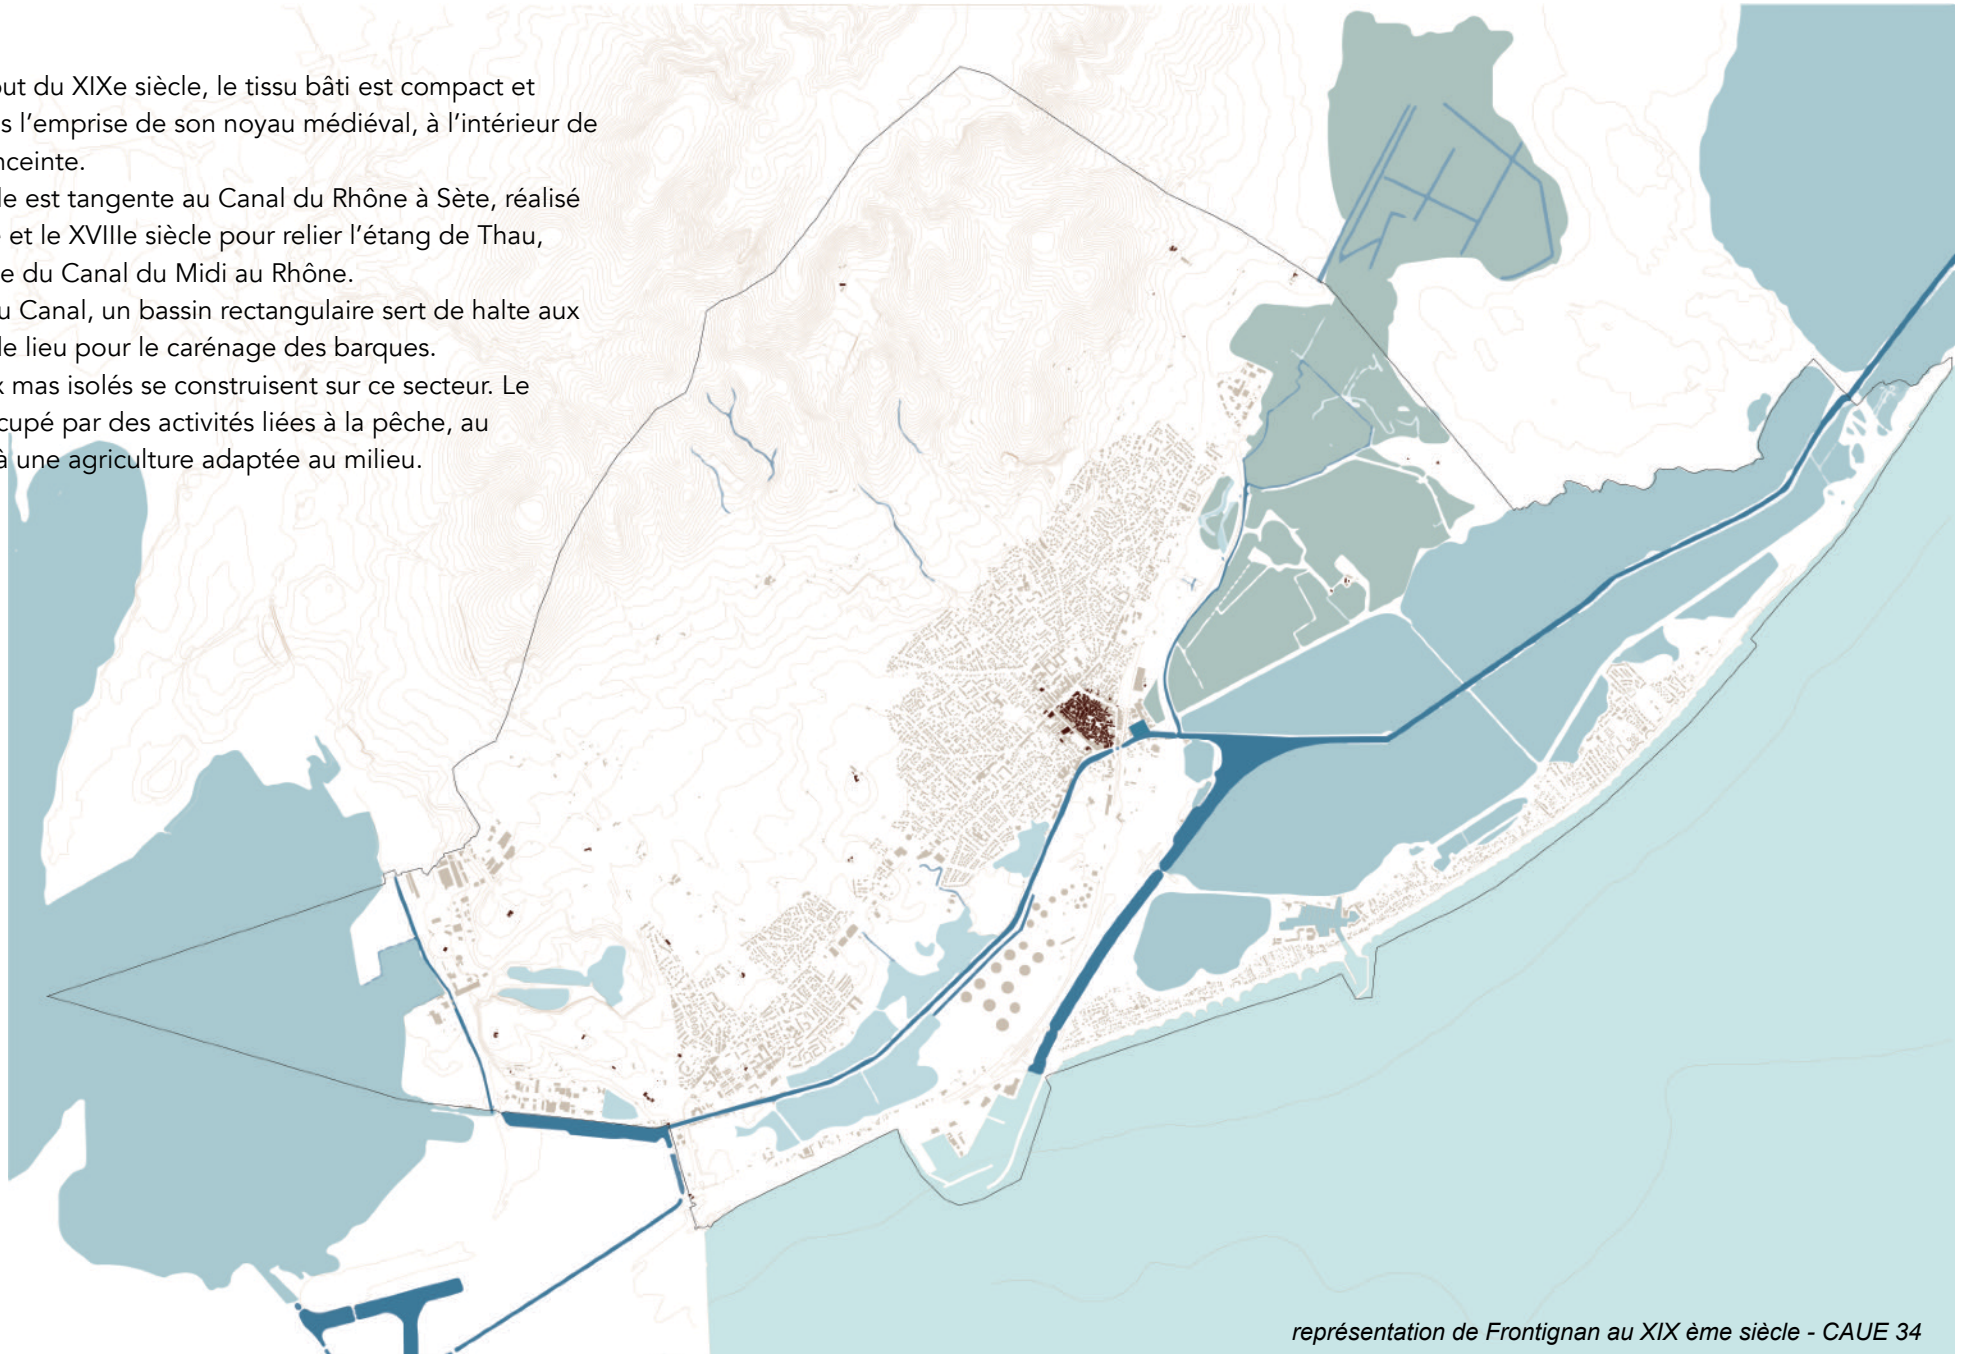 ut du XIXe siècle, le tissu bâti est compact et
s l'emprise de son noyau médiéval, à l'intérieur de
nceinte.
le est tangente au Canal du Rhône à Sète, réalisé
et le XVIIIe siècle pour relier l'étang de Thau,
e du Canal du Midi au Rhône.
u Canal, un bassin rectangulaire sert de halte aux
le lieu pour le carénage des barques.
x mas isolés se construisent sur ce secteur. Le
cupé par des activités liées à la pêche, au
à une agriculture adaptée au milieu.
représentation de Frontignan au XIX ème siècle - CAUE 34